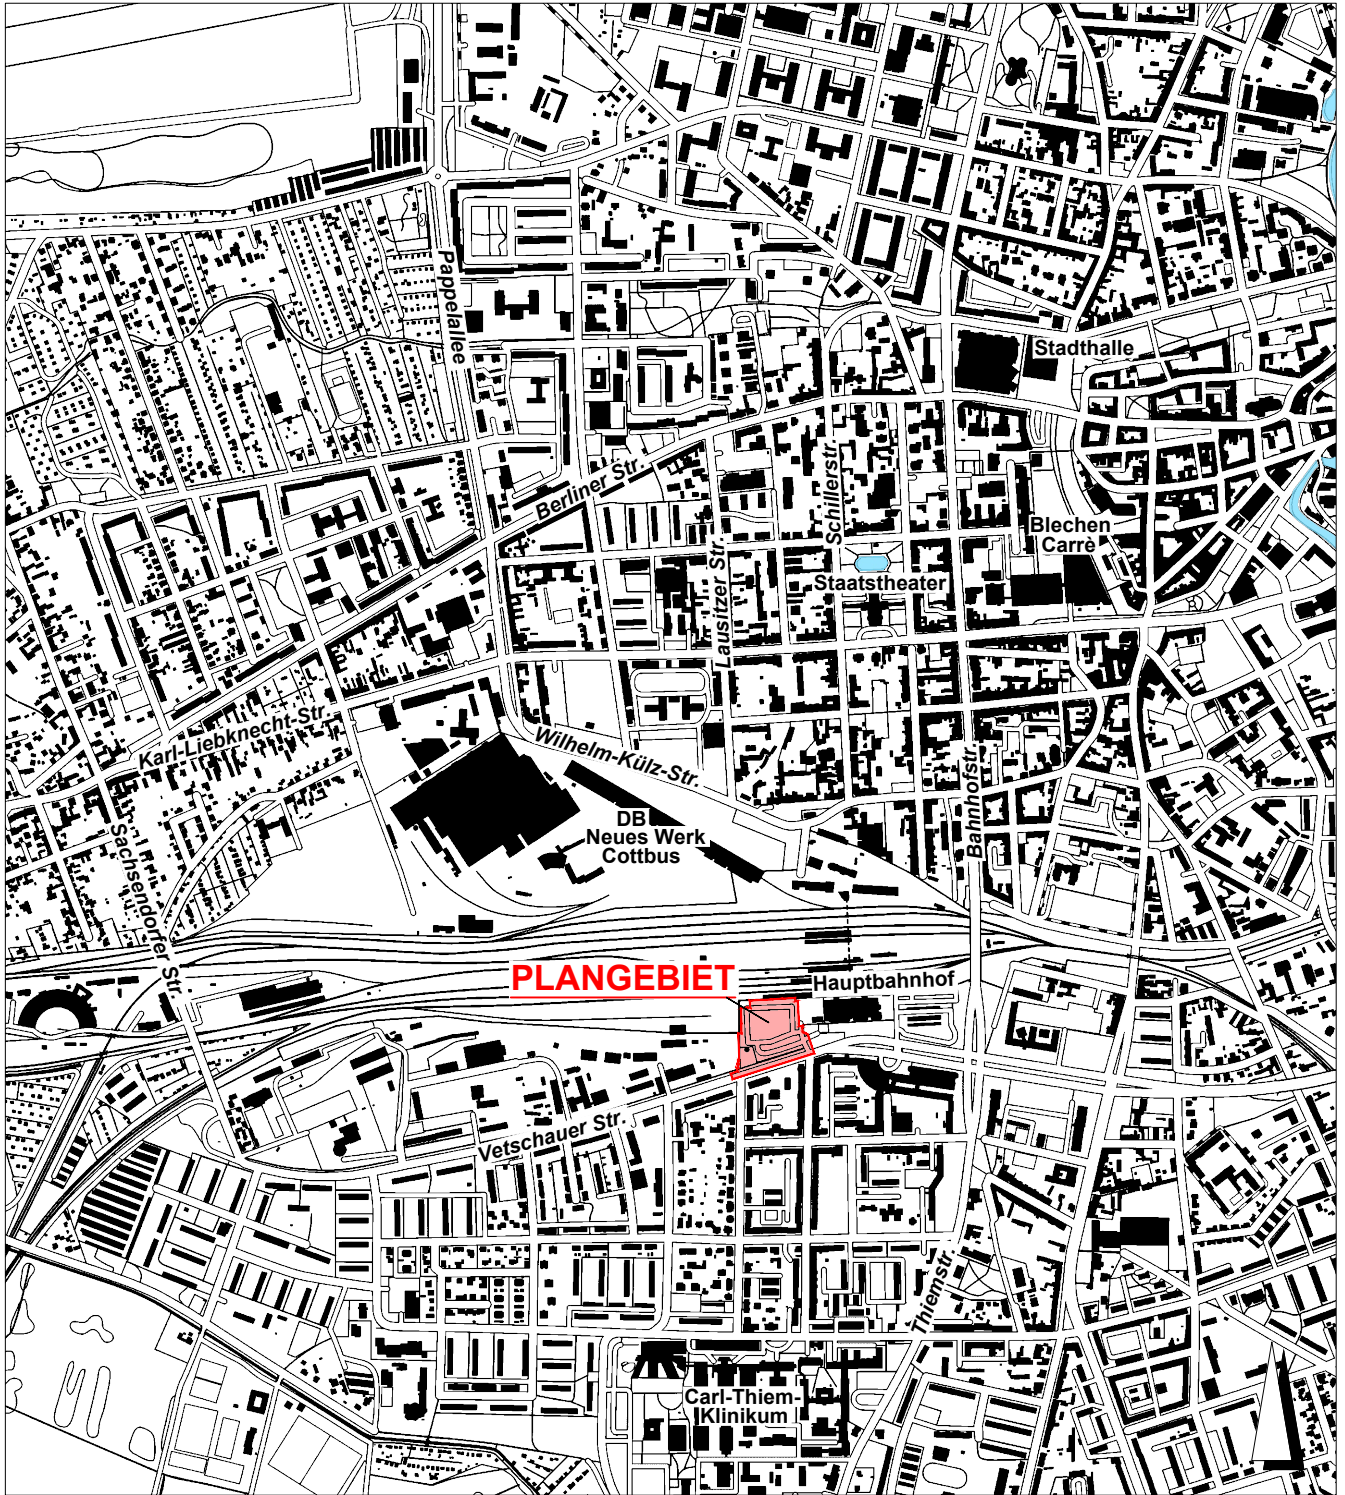 Pappelallee
Stadthalle
Berliner Str.
Schillerstr.
Blechen
Carrè
Lausitzer Str.
Staatstheater
Karl-Liebknecht-Str.
Wilhelm-Külz-Str.
Bahnhofstr.
DB
Neues Werk
Cottbus
Sachsendorfer Str.
PLANGEBIET
Hauptbahnhof
Vetschauer Str.
Thiemstr.
Carl-Thiem-
Klinikum